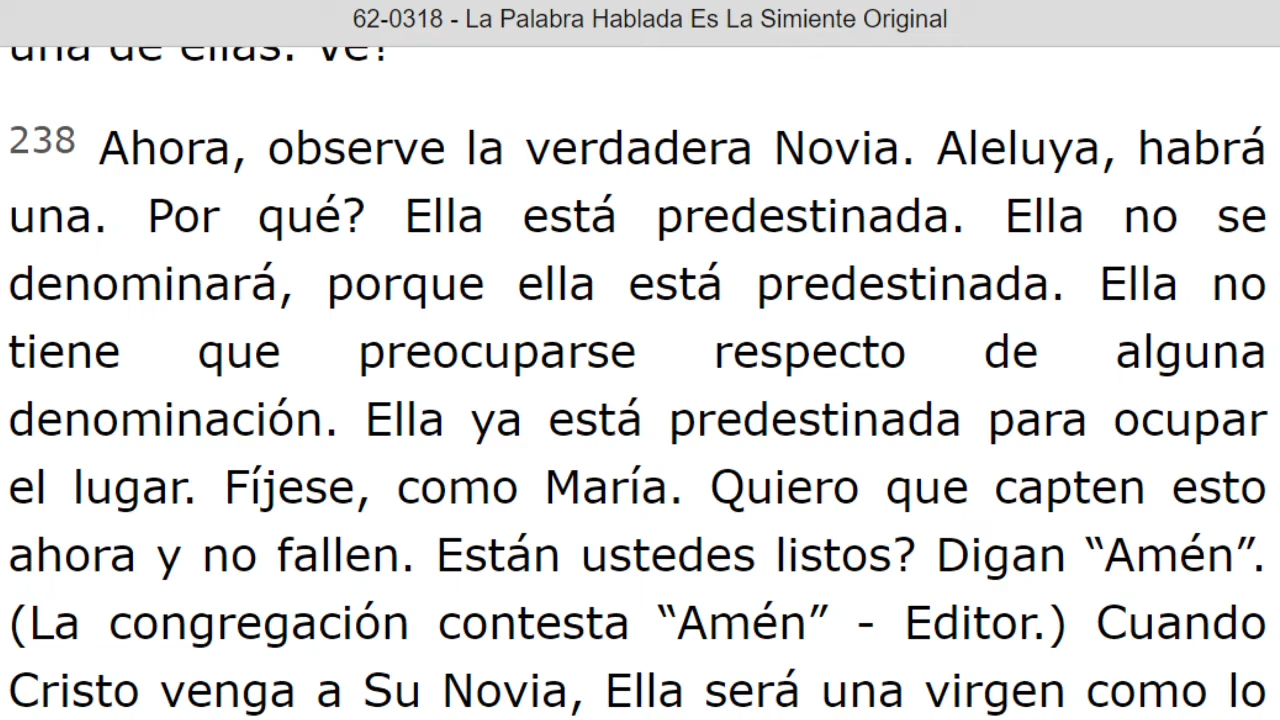 62-0318 - La Palabra Hablada Es La Simiente Original
una de ellas. Ve!
238 Ahora, observe la verdadera Novia. Aleluya, habrá
una. Por qué? Ella está predestinada. Ella no se
denominará, porque ella está predestinada. Ella no
tiene que preocuparse respecto de alguna
denominación. Ella ya está predestinada para ocupar
el lugar. Fíjese, como María. Quiero que capten esto
ahora y no fallen. Están ustedes listos? Digan “Amén”.
(La congregación contesta “Amén” - Editor.) Cuando
Cristo venga a Su Novia, Ella será una virgen como lo